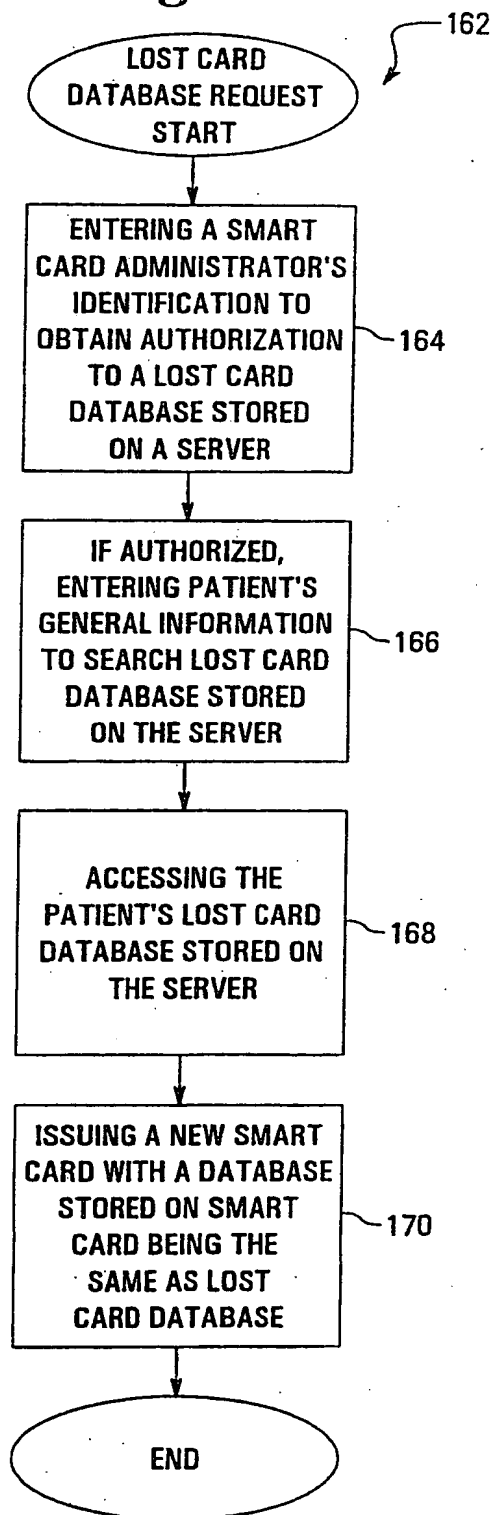 162
LOST CARD
DATABASE REQUEST
START
ENTERING A SMART
CARD ADMINISTRATOR'S
IDENTIFICATION TO
OBTAIN AUTHORIZATION
TO A LOST CARD
DATABASE STORED
ON A SERVER
164
IF AUTHORIZED,
ENTERING PATIENT'S
GENERAL INFORMATION
TO SEARCH LOST CARD
DATABASE STORED
ON THE SERVER
166
ACCESSING THE
PATIENT'S LOST CARD
DATABASE STORED ON
THE SERVER
168
ISSUING A NEW SMART
CARD WITH A DATABASE
STORED ON SMART
CARD BEING THE
SAME AS LOST
CARD DATABASE
170
END